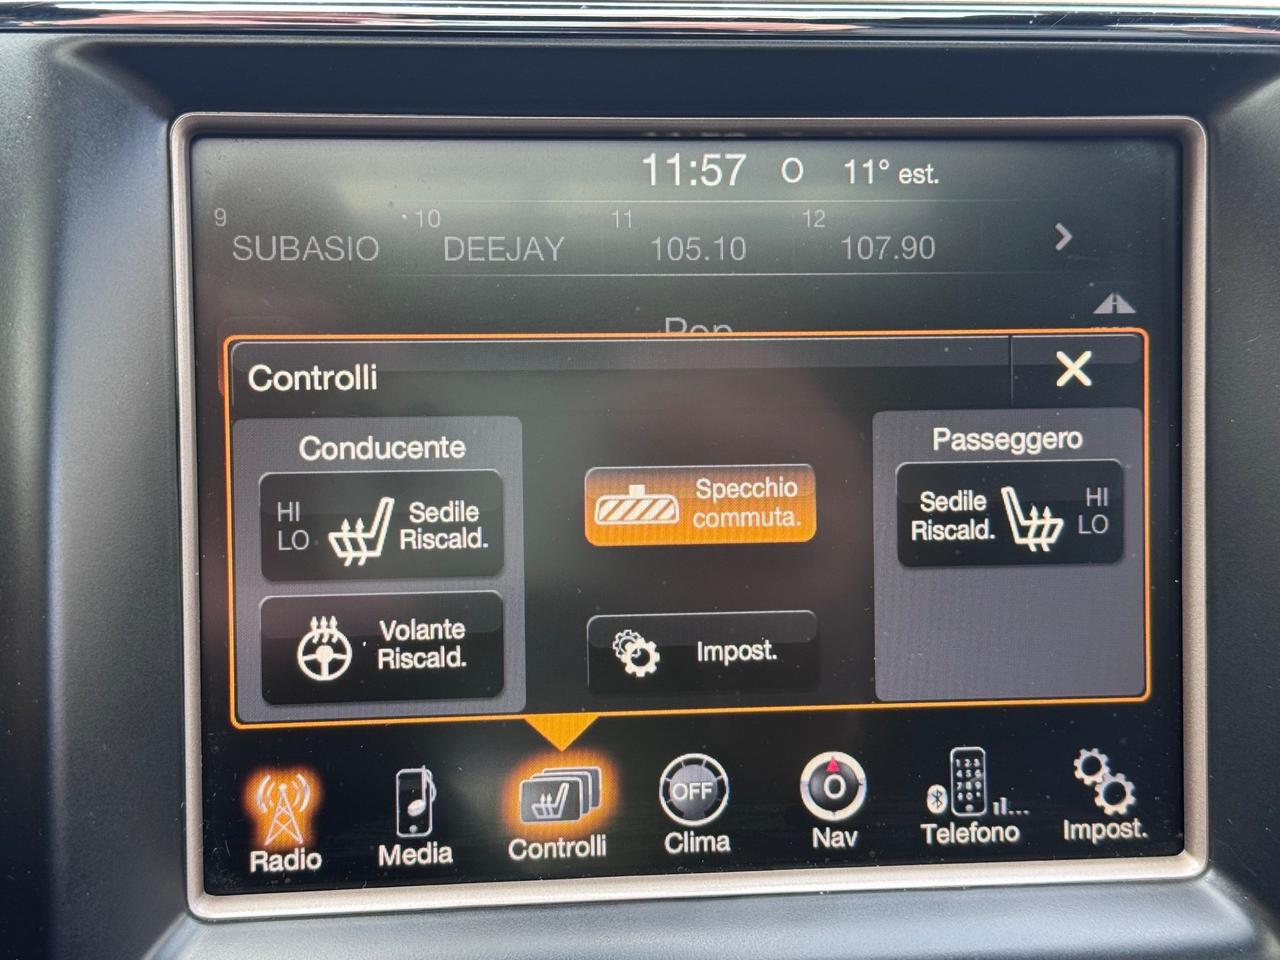 11:57 O 11° est.
9 10 11 12
SUBASIO DEEJAY 105.10 107.90
Pop
Controlli
Conducente
Passeggero
HI
LO
Sedile
Riscald.
Specchio
commuta.
Sedile
Riscald.
HI
LO
Volante
Riscald.
Impost.
OFF
O
Radio
Media
Controlli
Clima
Nav
Telefono
Impost.